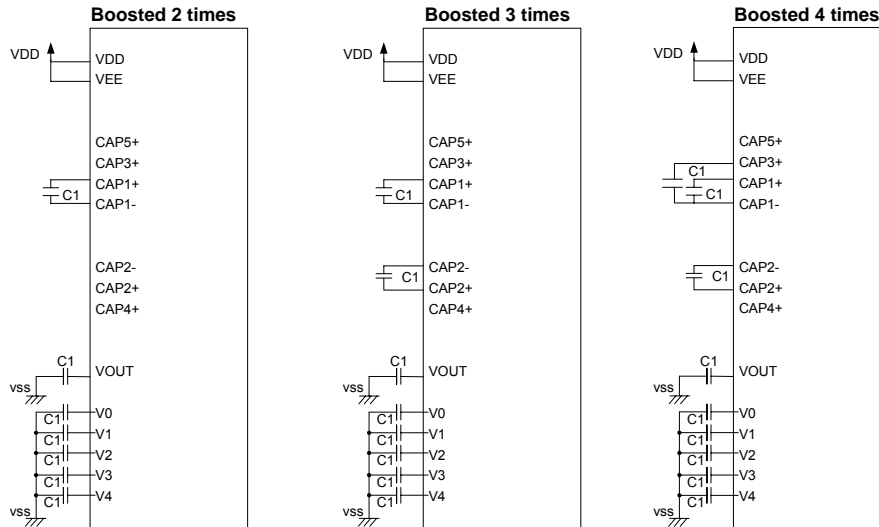 Boosted 2 times
VDD
VDD
VEE
CAP5+
CAP3+
CAP1+
C1
CAP1-
CAP2-
CAP2+
CAP4+
C1
VOUT
vss
V0
C1
V1
C1
V2
C1
V3
C1
V4
C1
vss
Boosted 3 times
VDD
VDD
VEE
CAP5+
CAP3+
CAP1+
C1
CAP1-
CAP2-
C1
CAP2+
CAP4+
C1
VOUT
vss
V0
C1
V1
C1
V2
C1
V3
C1
V4
C1
vss
Boosted 4 times
VDD
VDD
VEE
CAP5+
CAP3+
C1
CAP1+
C1
CAP1-
CAP2-
C1
CAP2+
CAP4+
C1
VOUT
vss
V0
C1
V1
C1
V2
C1
V3
C1
V4
C1
vss